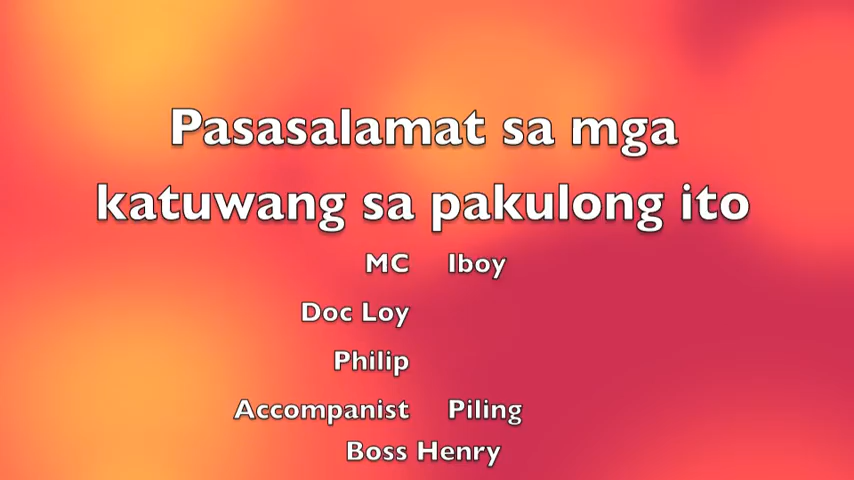 Pasasalamat sa mga
katuwang sa pakulong ito
MC Iboy
Doc Loy
Philip
Accompanist Piling
Boss Henry